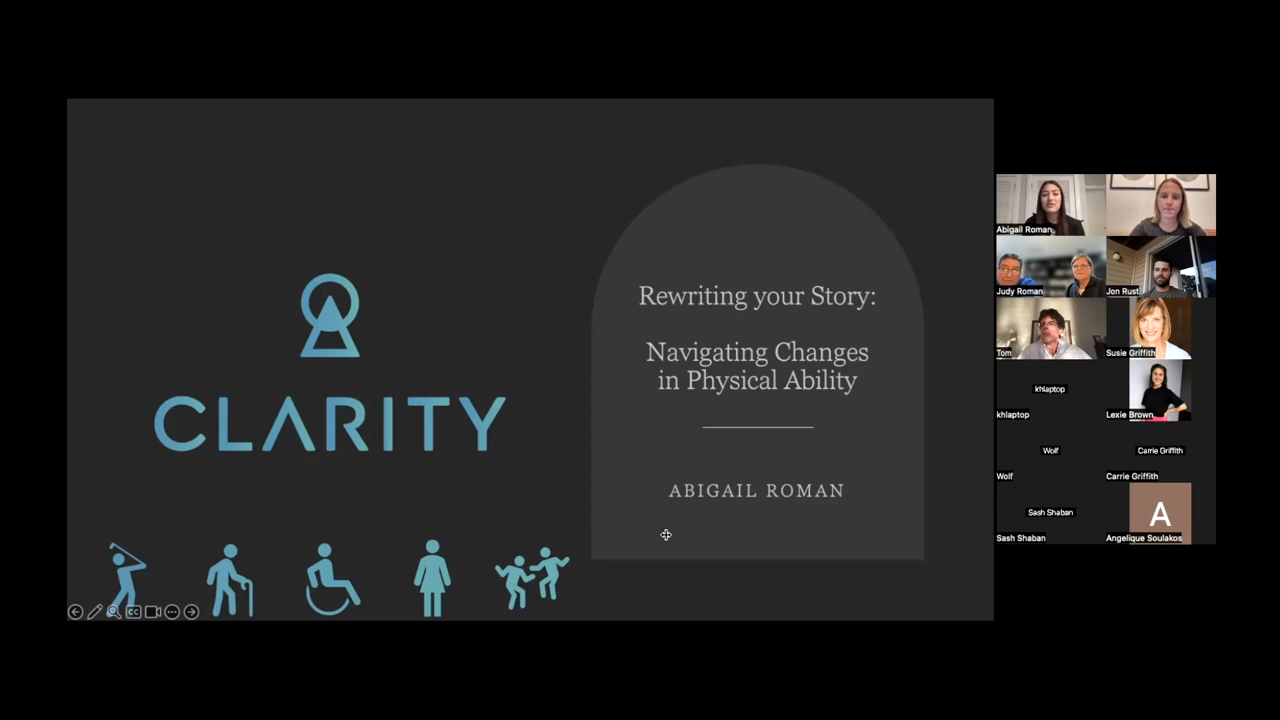 CLARITY
Rewriting your Story:
Navigating Changes
in Physical Ability
ABIGAIL ROMAN
CC
Abigail Roman
Judy Roman
Jon Rust
Tom
Susie Griffith
khlaptop
khlaptop
Lexie Brown
Wolf
Wolf
Carrie Griffith
Carrie Griffith
Sash Shaban
Sash Shaban
A
Angelique Soulakos